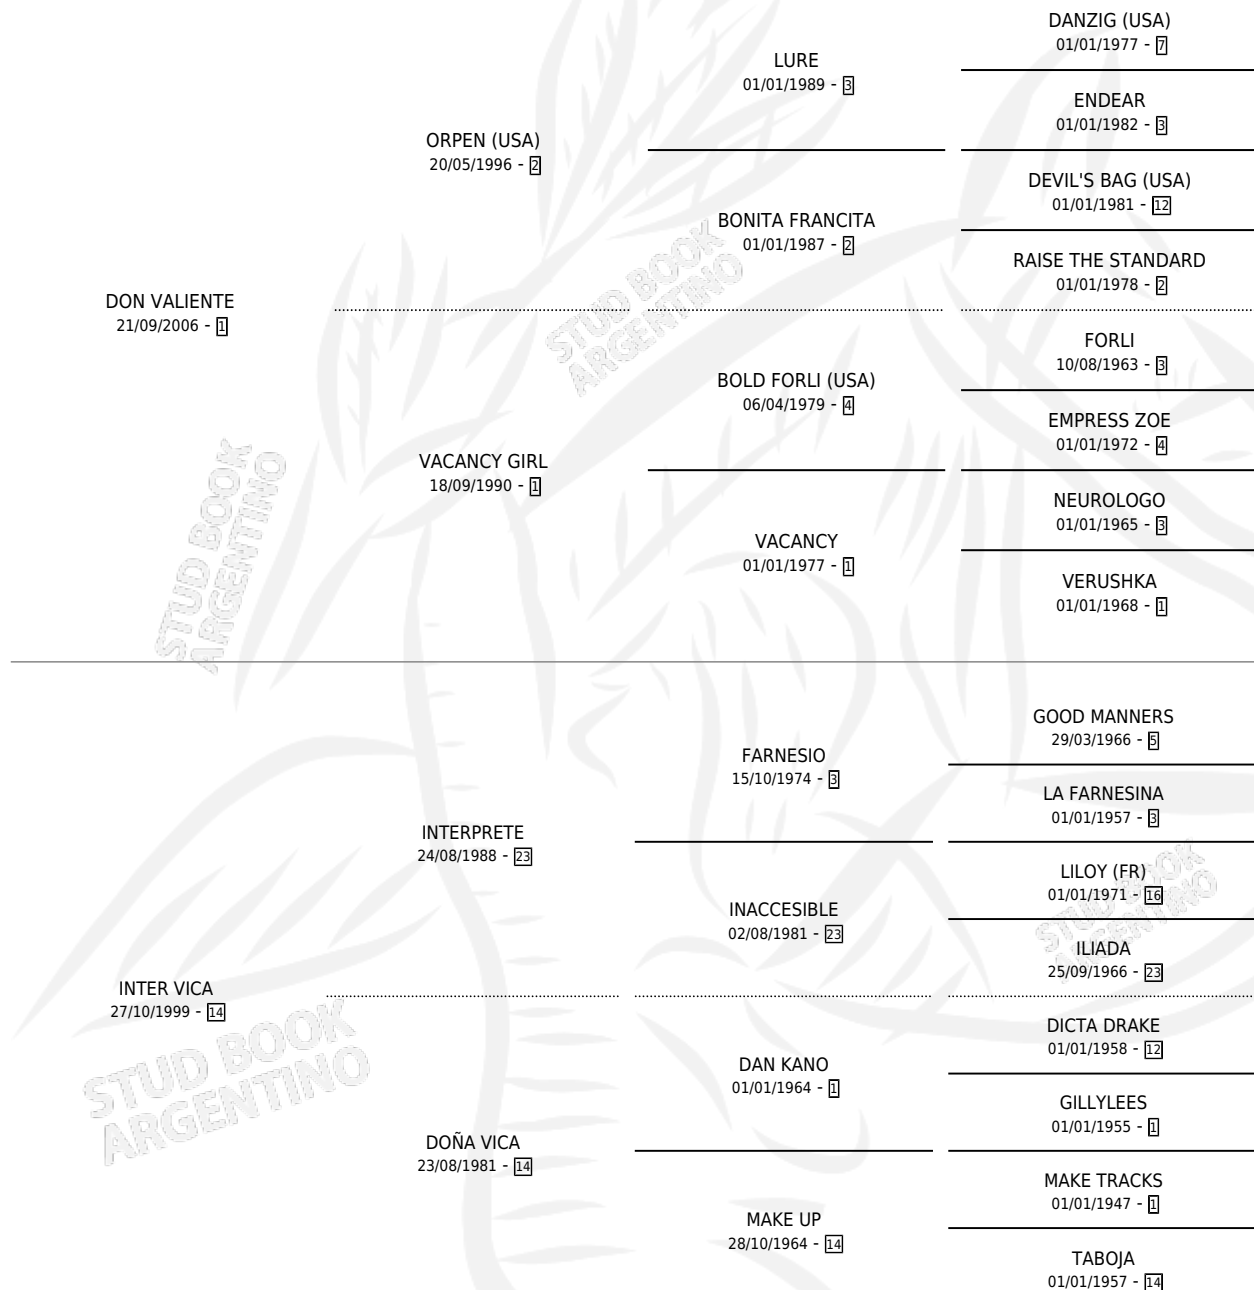 DANZIG (USA)
01/01/1977 - 7
LURE
01/01/1989 - 3
ENDEAR
01/01/1982 - 3
ORPEN (USA)
20/05/1996 - 2
DEVIL'S BAG (USA)
01/01/1981 - 12
BONITA FRANCITA
01/01/1987 - 2
RAISE THE STANDARD
01/01/1978 - 2
DON VALIENTE
21/09/2006 - 1
FORLI
10/08/1963 - 3
BOLD FORLI (USA)
06/04/1979 - 4
EMPRESS ZOE
01/01/1972 - 4
VACANCY GIRL
18/09/1990 - 1
NEUROLOGO
01/01/1965 - 3
VACANCY
01/01/1977 - 1
VERUSHKA
01/01/1968 - 1
STUD BOOK
ARGENTINO
STUD BOOK
ARGENTINO
GOOD MANNERS
29/03/1966 - 5
FARNESIO
15/10/1974 - 3
LA FARNESINA
01/01/1957 - 3
INTERPRETE
24/08/1988 - 23
LILOY (FR)
01/01/1971 - 16
INACCESIBLE
02/08/1981 - 23
ILIADA
25/09/1966 - 23
STUD BOOK
ARGENTINO
INTER VICA
27/10/1999 - 14
DICTA DRAKE
01/01/1958 - 12
DAN KANO
01/01/1964 - 1
GILLYLEES
01/01/1955 - 1
DOÑA VICA
23/08/1981 - 14
MAKE TRACKS
01/01/1947 - 1
MAKE UP
28/10/1964 - 14
TABOJA
01/01/1957 - 14
STUD BOOK
ARGENTINO